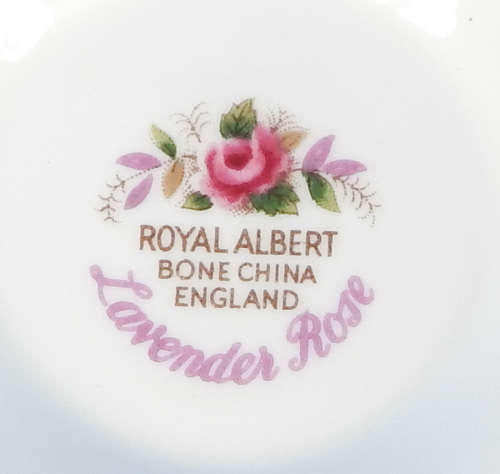 ROYAL ALBERT
BONE CHINA
ENGLAND
Lavender Rose